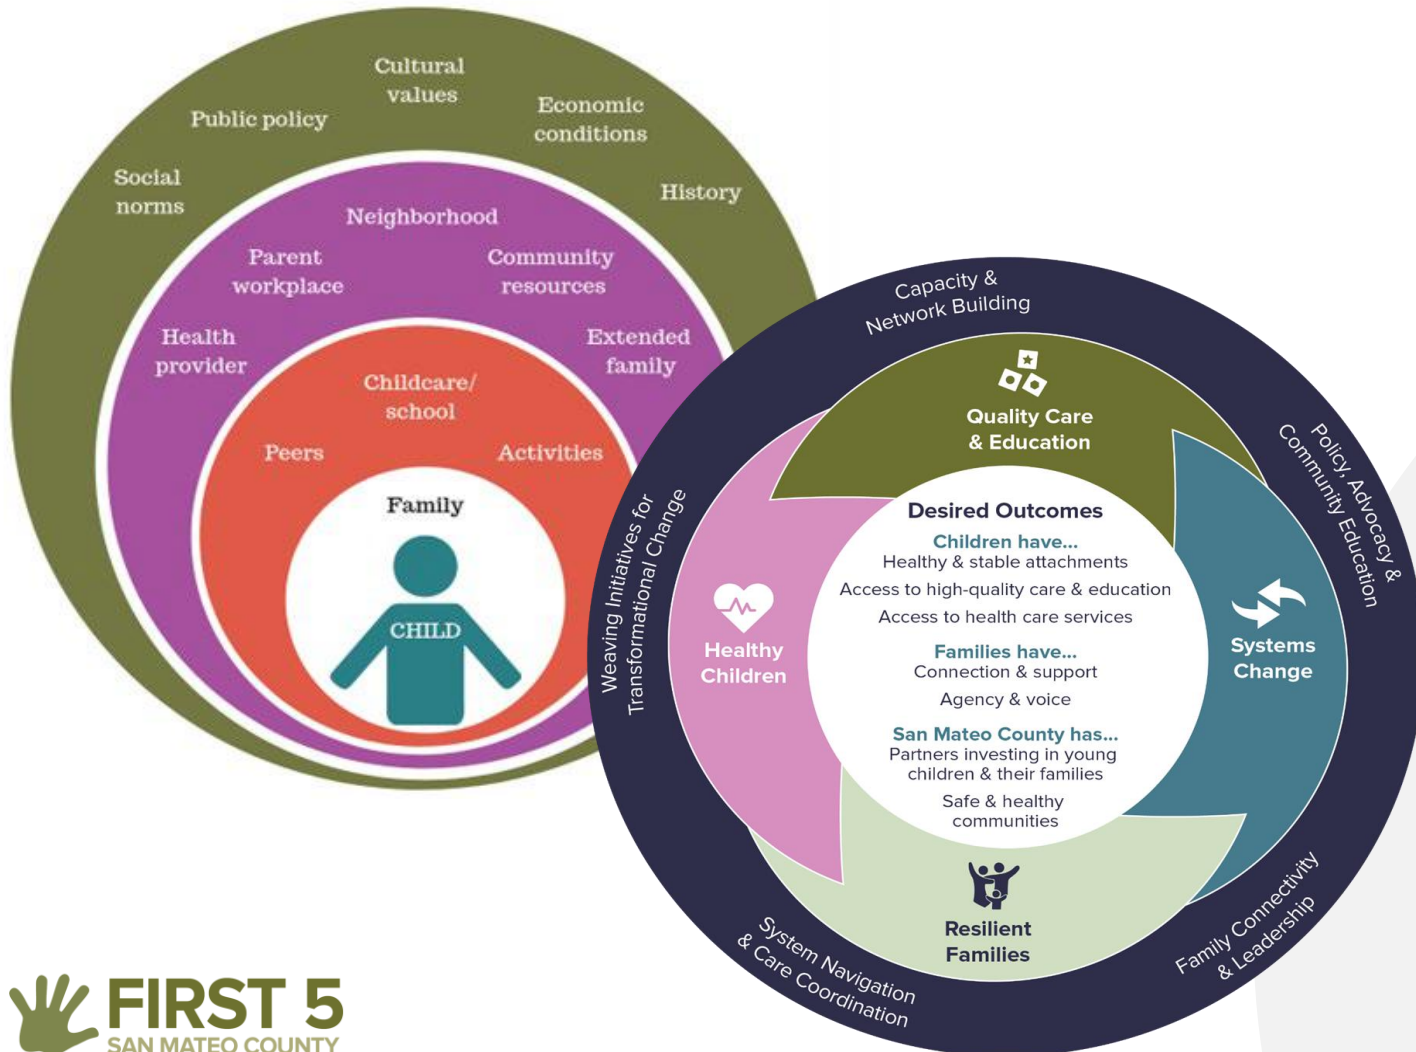 Cultural
values
Public policy
Economic
conditions
Social
norms
History
Neighborhood
Parent
workplace
Community
resources
Health
provider
Extended
family
Childcare/
school
Peers
Activities
Family
CHILD
Capacity &
Network Building
Policy, Advocacy &
Community Education
Family Connectivity
& Leadership
System Navigation
& Care Coordination
Weaving Initiatives for
Transformational Change
Quality Care
& Education
Systems
Change
Resilient
Families
Healthy
Children
Desired Outcomes
Children have...
Healthy & stable attachments
Access to high-quality care & education
Access to health care services
Families have...
Connection & support
Agency & voice
San Mateo County has...
Partners investing in young
children & their families
Safe & healthy
communities
FIRST 5
SAN MATEO COUNTY